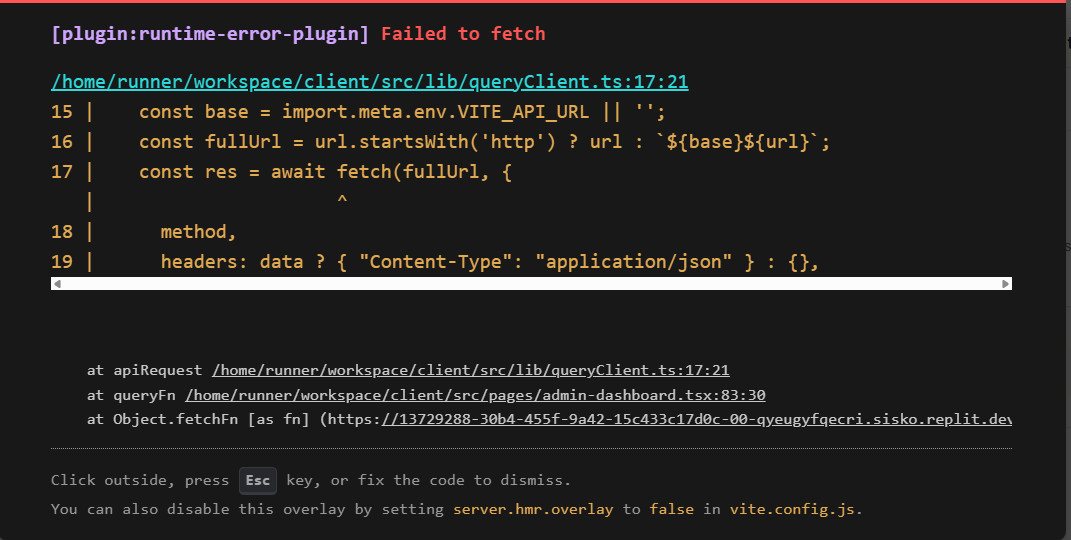 [plugin:runtime-error-plugin] Failed to fetch
/home/runner/workspace/client/src/lib/queryClient.ts:17:21
15 |    const base = import.meta.env.VITE_API_URL || '';
16 |    const fullUrl = url.startsWith('http') ? url : `${base}${url}`;
17 |    const res = await fetch(fullUrl, {
   |                      ^
18 |      method,
19 |      headers: data ? { "Content-Type": "application/json" } : {},
at apiRequest /home/runner/workspace/client/src/lib/queryClient.ts:17:21
at queryFn /home/runner/workspace/client/src/pages/admin-dashboard.tsx:83:30
at Object.fetchFn [as fn] (https://13729288-30b4-455f-9a42-15c433c17d0c-00-qyeugyfqecri.sisko.replit.dev
Click outside, press Esc key, or fix the code to dismiss.
You can also disable this overlay by setting server.hmr.overlay to false in vite.config.js.